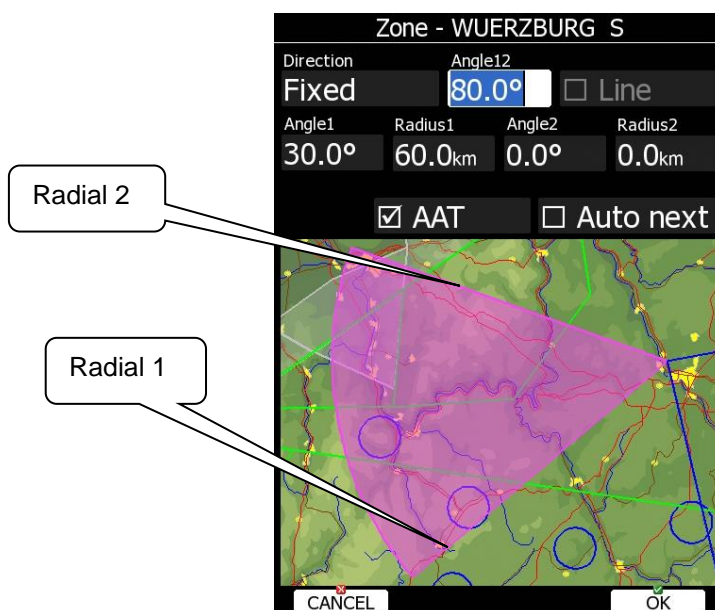 Zone - WUERZBURG S
Direction Angle12
Fixed 80.0° Line
Angle1 Radius1 Angle2 Radius2
30.0° 60.0km 0.0° 0.0km
AAT Auto next
Radial 2
Radial 1
CANCEL OK